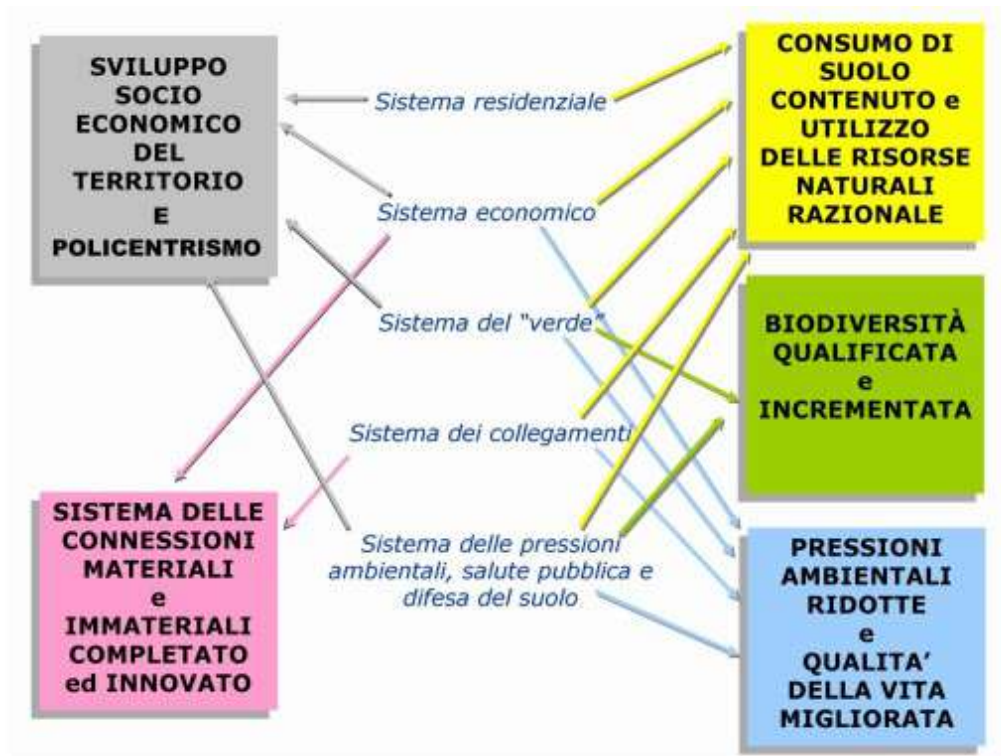 SVILUPPO
SOCIO
ECONOMICO
DEL
TERRITORIO
E
POLICENTRISMO
SISTEMA DELLE
CONNESSIONI
MATERIALI
e
IMMATERIALI
COMPLETATO
ed INNOVATO
Sistema residenziale
Sistema economico
Sistema del "verde"
Sistema dei collegamenti
Sistema delle pressioni
ambientali, salute pubblica e
difesa del suolo
CONSUMO DI
SUOLO
CONTENUTO e
UTILIZZO
DELLE RISORSE
NATURALI
RAZIONALE
BIODIVERSITÀ
QUALIFICATA
e
INCREMENTATA
PRESSIONI
AMBIENTALI
RIDOTTE
e
QUALITA'
DELLA VITA
MIGLIORATA